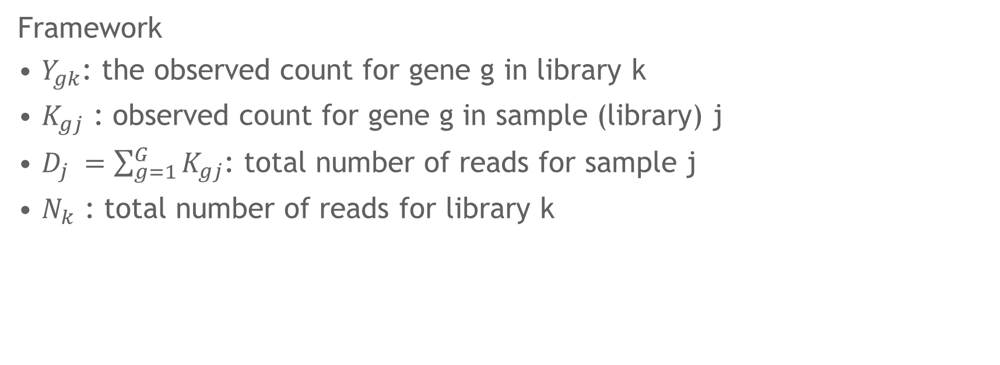 Framework
• Y_{gk}: the observed count for gene g in library k
• K_{gj} : observed count for gene g in sample (library) j
• D_j = ∑_{g=1}^{G} K_{gj}: total number of reads for sample j
• N_k : total number of reads for library k